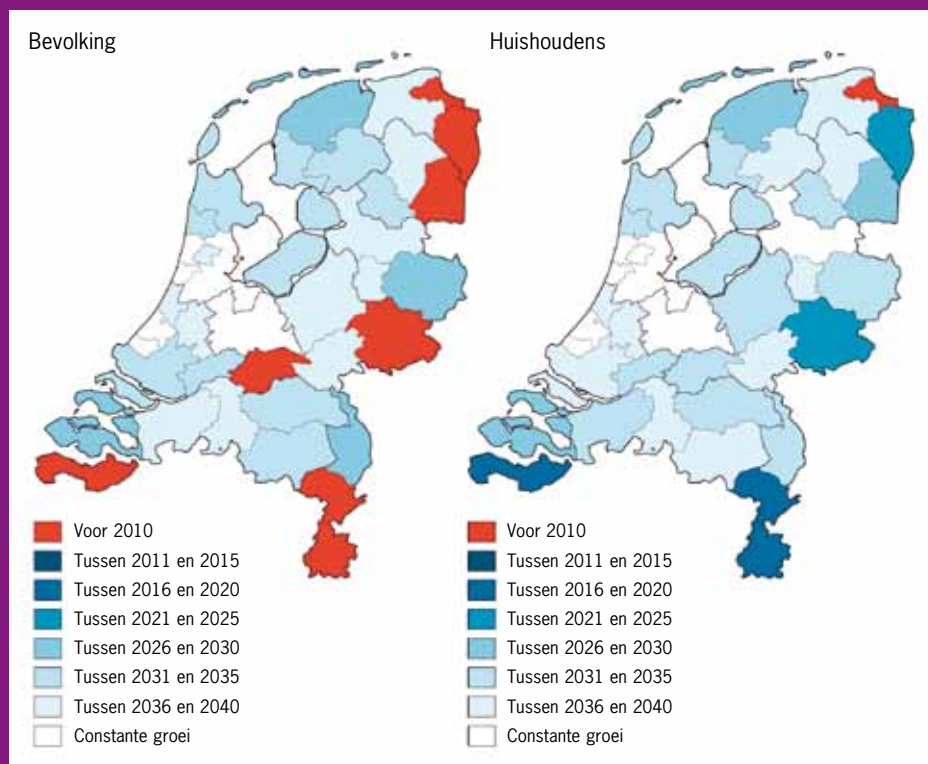 Bevolking
Voor 2010
Tussen 2011 en 2015
Tussen 2016 en 2020
Tussen 2021 en 2025
Tussen 2026 en 2030
Tussen 2031 en 2035
Tussen 2036 en 2040
Constante groei
Huishoudens
Voor 2010
Tussen 2011 en 2015
Tussen 2016 en 2020
Tussen 2021 en 2025
Tussen 2026 en 2030
Tussen 2031 en 2035
Tussen 2036 en 2040
Constante groei